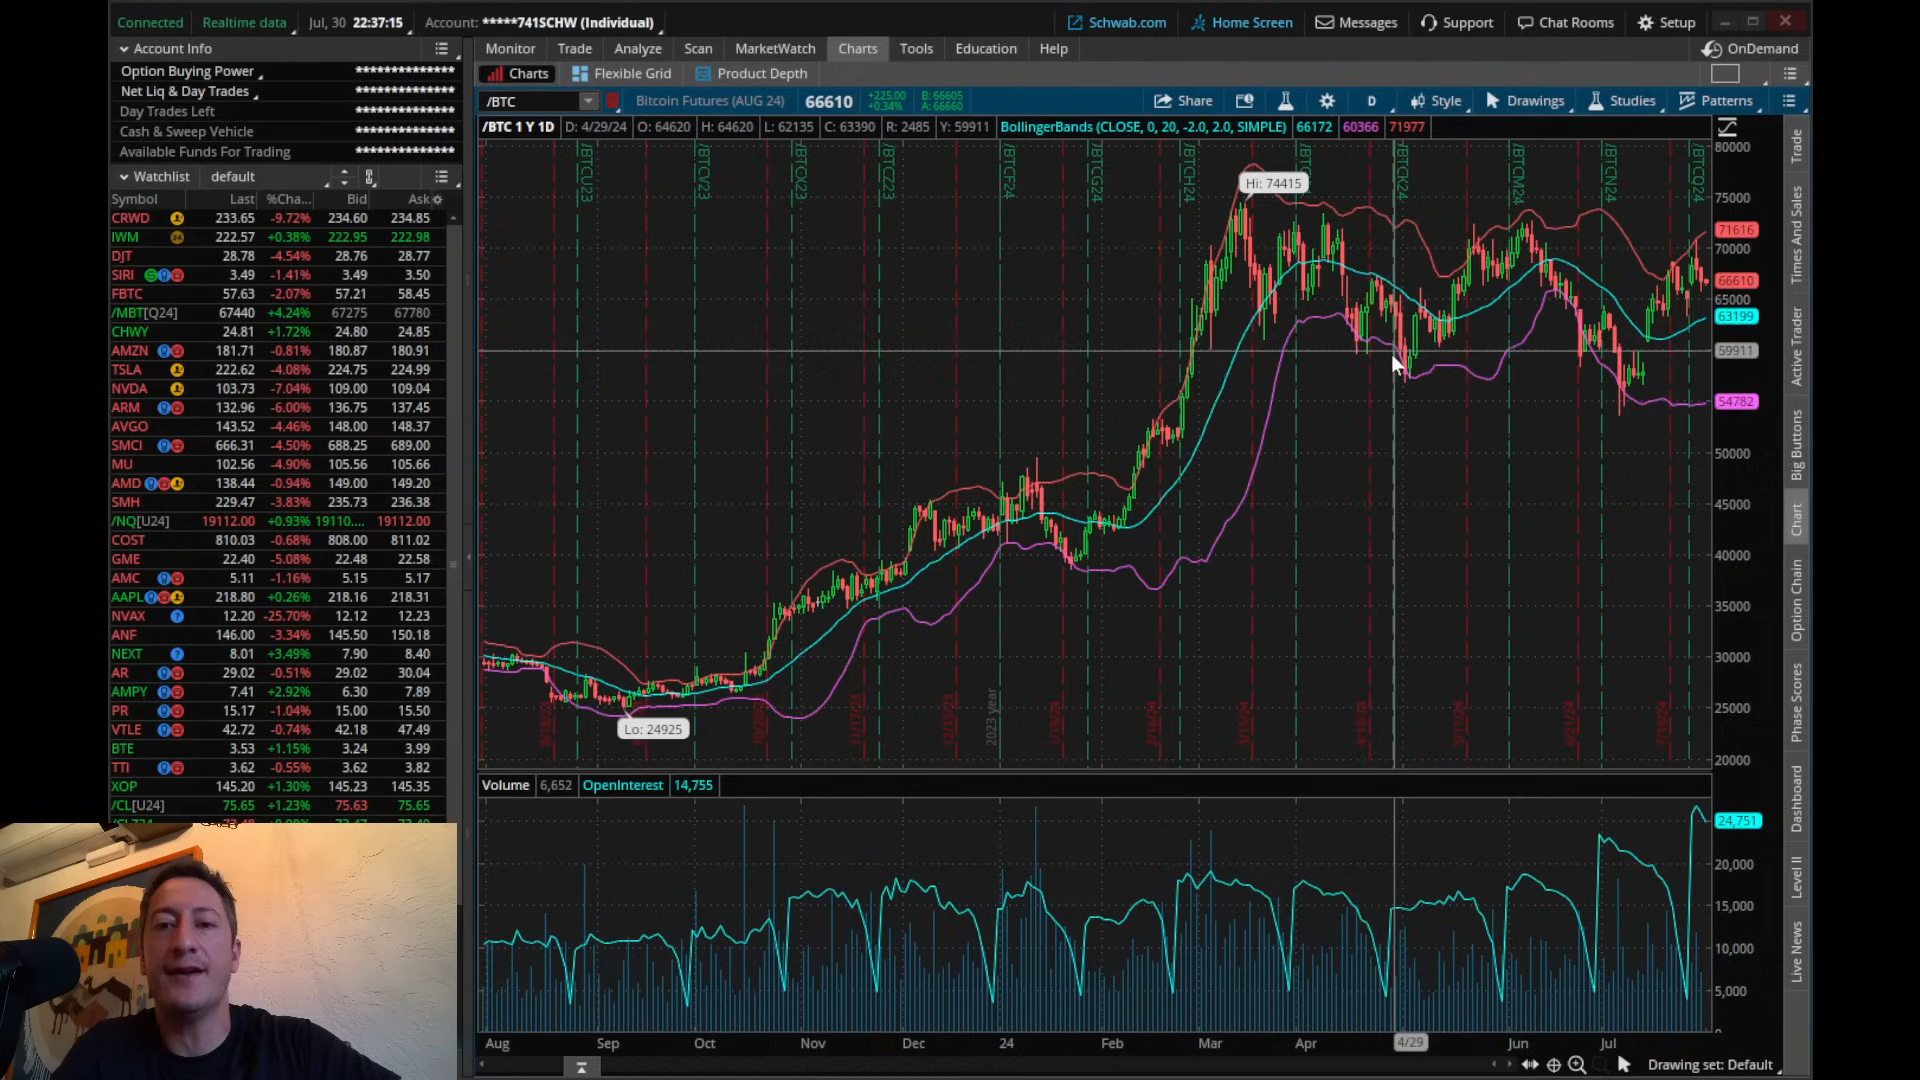 Connected Realtime data Jul, 30 22:37:15 Account: *****741SCHW (Individual) Schwab.com Home Screen Messages Support Chat Rooms Setup
Account Info Monitor Trade Analyze Scan MarketWatch Charts Tools Education Help OnDemand
Option Buying Power ************** Charts Flexible Grid Product Depth
Net Liq & Day Trades **************
Day Trades Left **************
Cash & Sweep Vehicle **************
Available Funds For Trading **************
/BTC Bitcoin Futures (AUG 24) 66610 +225.00 +0.34% B: 66605 A: 66660 Share D Style Drawings Studies Patterns
/BTC 1 Y 1D D: 4/29/24 O: 64620 H: 64620 L: 62135 C: 63390 R: 2485 Y: 59911 BollingerBands (CLOSE, 0, 20, -2.0, 2.0, SIMPLE) 66172 60366 71977
Watchlist default
Symbol Last %Cha... Bid Ask
CRWD 233.65 -9.72% 234.60 234.85
IWM 222.57 +0.38% 222.95 222.98
DJT 28.78 -4.54% 28.76 28.77
SIRI 3.49 -1.41% 3.49 3.50
FBTC 57.63 -2.07% 57.21 58.45
/MBT[Q24] 67440 +4.24% 67275 67780
CHWY 24.81 +1.72% 24.80 24.85
AMZN 181.71 -0.81% 180.87 180.91
TSLA 222.62 -4.08% 224.75 224.99
NVDA 103.73 -7.04% 109.00 109.04
ARM 132.96 -6.00% 136.75 137.45
AVGO 143.52 -4.46% 148.00 148.37
SMCI 666.31 -4.50% 688.25 689.00
MU 102.56 -4.90% 105.56 105.66
AMD 138.44 -0.94% 149.00 149.20
SMH 229.47 -3.83% 235.73 236.38
/NQ[U24] 19112.00 +0.93% 19110.... 19112.00
COST 810.03 -0.68% 808.00 811.02
GME 22.40 -5.08% 22.48 22.58
AMC 5.11 -1.16% 5.15 5.17
AAPL 218.80 +0.26% 218.16 218.31
NVAX 12.20 -25.70% 12.12 12.23
ANF 146.00 -3.34% 145.50 150.18
NEXT 8.01 +3.49% 7.90 8.40
AR 29.02 -0.51% 29.02 30.04
AMPY 7.41 +2.92% 6.30 7.89
PR 15.17 -1.04% 15.00 15.50
VTLE 42.72 -0.74% 42.18 47.49
BTE 3.53 +1.15% 3.24 3.99
TTI 3.62 -0.55% 3.62 3.82
XOP 145.20 +1.30% 145.23 145.35
/CL[U24] 75.65 +1.23% 75.63 75.65
/BTCU23
/BTCV23
/BTCX23
/BTCZ23
/BTCF24
/BTCG24
/BTCH24
/BTCK24
/BTCM24
/BTCN24
/BTCQ24
Hi: 74415
Lo: 24925
2023 year
80000
75000
71616
70000
66610
65000
63199
59911
54782
50000
45000
40000
35000
30000
25000
20000
Volume 6,652 OpenInterest 14,755
24,751
20,000
15,000
10,000
5,000
Aug Sep Oct Nov Dec 24 Feb Mar Apr 4/29 Jun Jul
Drawing set: Default
Trade
Times And Sales
Active Trader
Big Buttons
Chart
Option Chain
Phase Scores
Dashboard
Level II
Live News